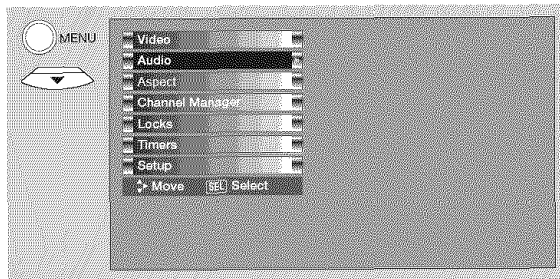 MENU
Video
Audio
Aspect
Channel Manager
Locks
Timers
Setup
Move SEL Select